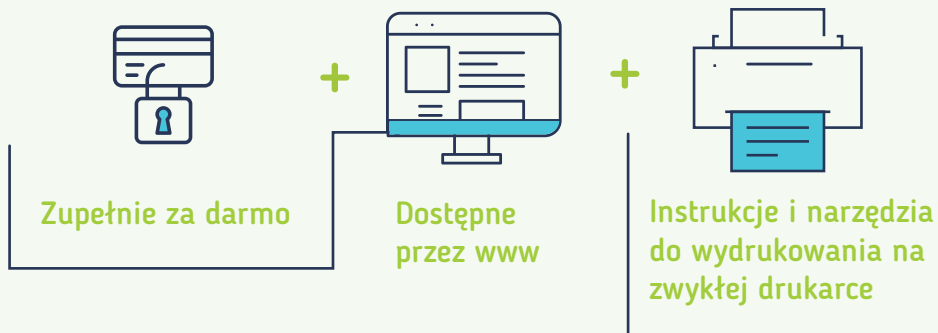 Zupełnie za darmo
Dostępne
przez www
Instrukcje i narzędzia
do wydrukowania na
zwykłej drukarce